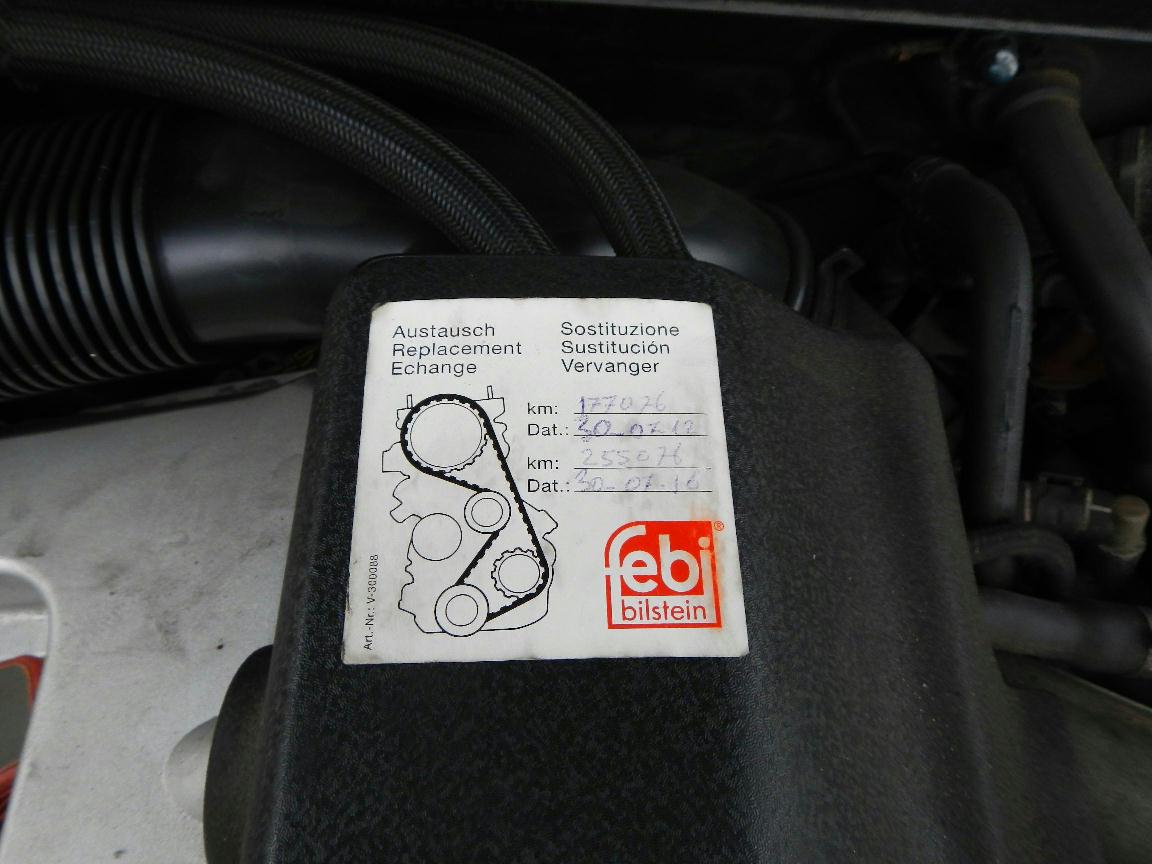 Austausch
Replacement
Echange
Sostituzione
Sustitución
Vervanger
km: 177076
Dat.: 30-07.12
km: 255076
Dat.: 30-07-16
Art.-Nr.: V-300088
febi®
bilstein